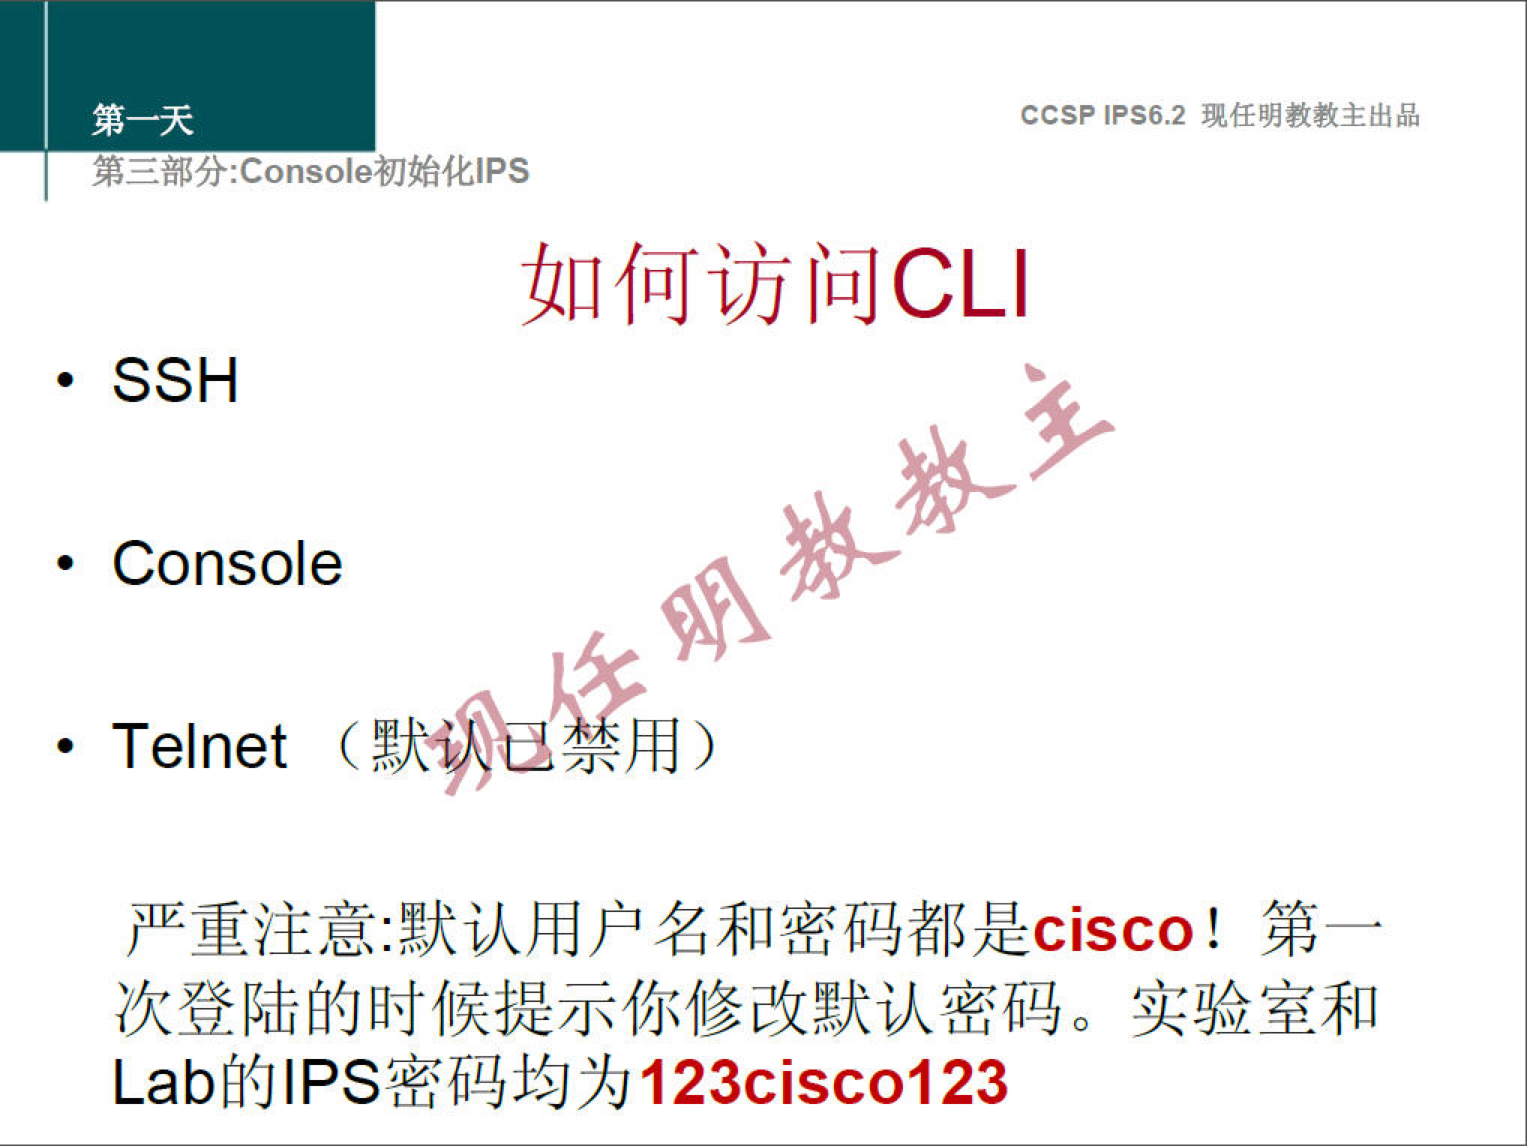 第一天
CCSP IPS6.2 现任明教教主出品
第三部分:Console初始化IPS
如何访问CLI
• SSH
• Console
• Telnet （默认已禁用）
现任明教教主
严重注意:默认用户名和密码都是cisco！第一
次登陆的时候提示你修改默认密码。实验室和
Lab的IPS密码均为123cisco123